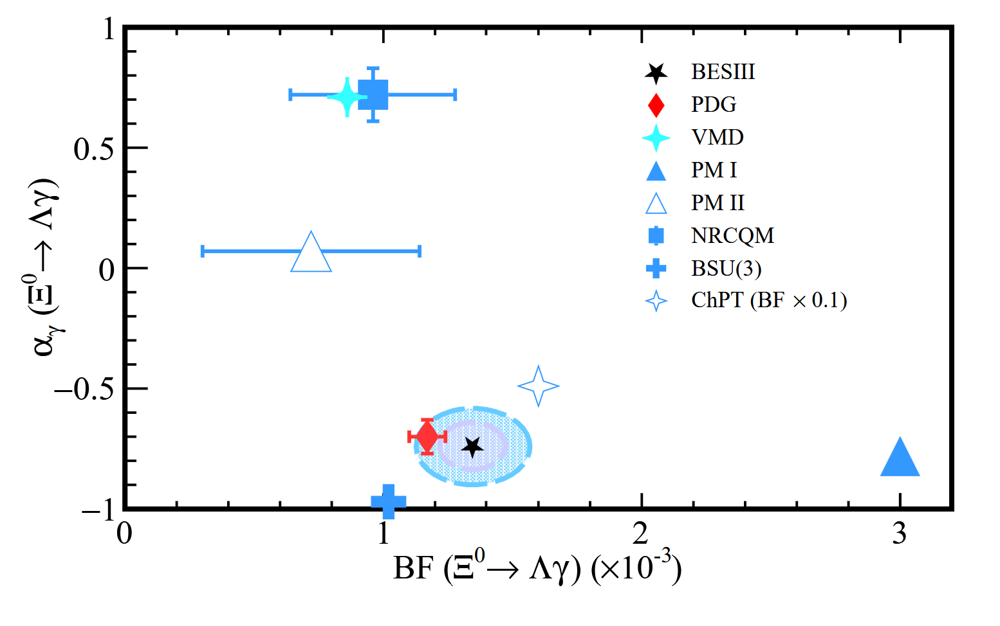 1
0.5
0
−0.5
−1
α_γ (Ξ⁰→ Λγ)
BESIII
PDG
VMD
PM I
PM II
NRCQM
BSU(3)
ChPT (BF × 0.1)
0 1 2 3
BF (Ξ⁰→ Λγ) (×10⁻³)